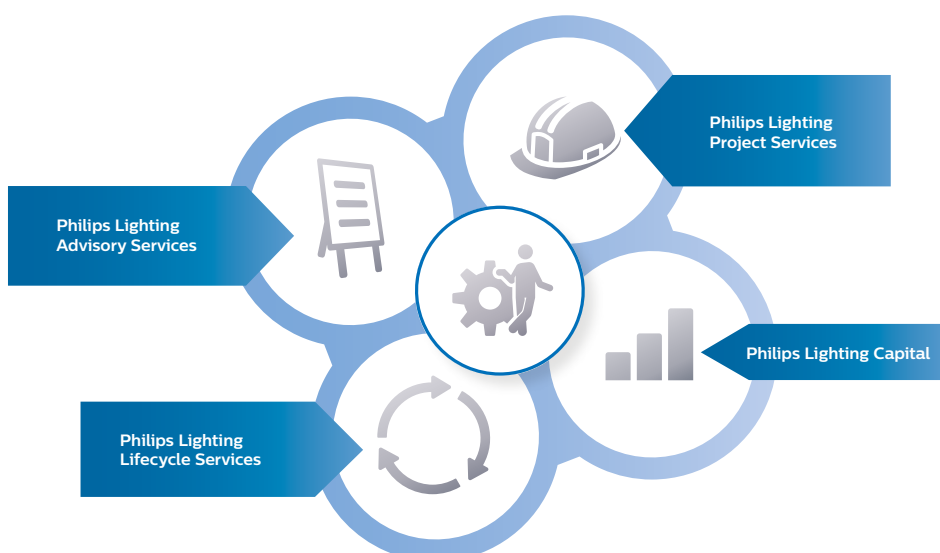 Philips Lighting
Project Services
Philips Lighting
Advisory Services
Philips Lighting Capital
Philips Lighting
Lifecycle Services